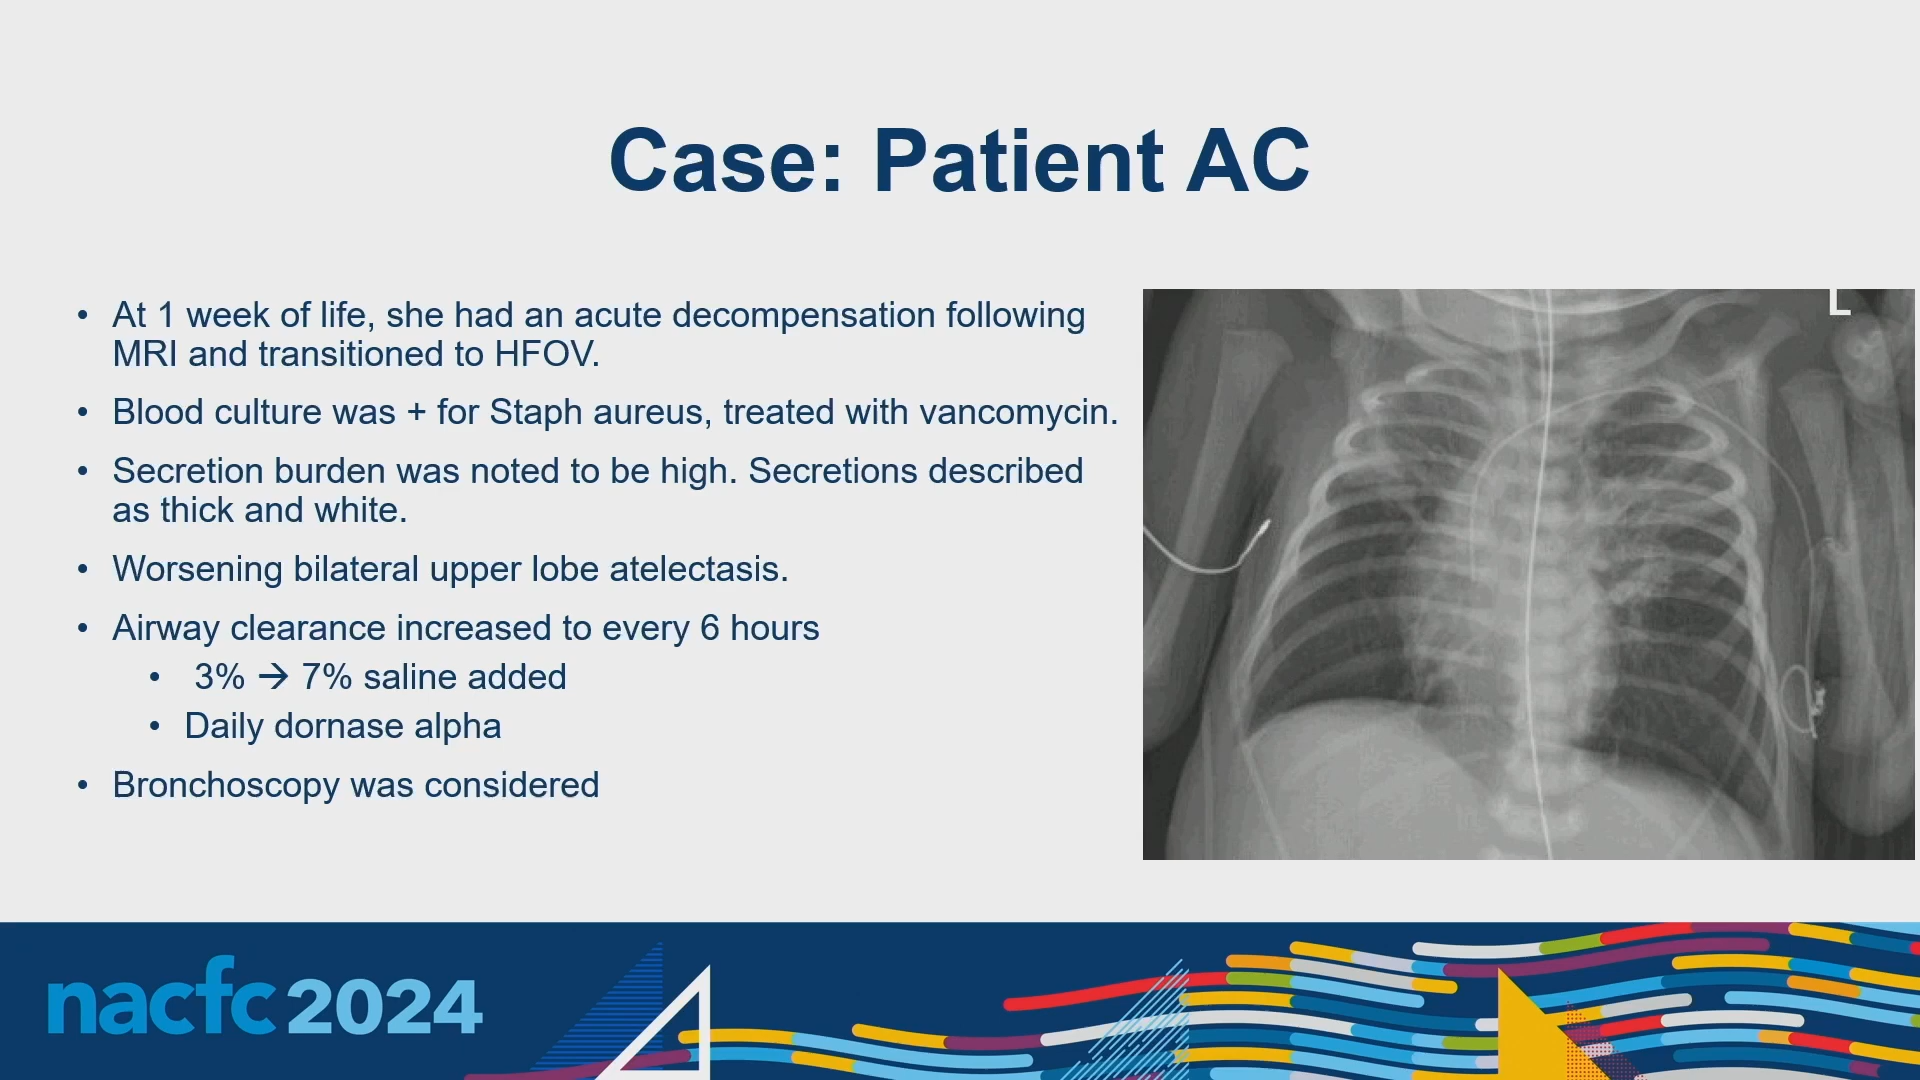 Case: Patient AC
• At 1 week of life, she had an acute decompensation following
MRI and transitioned to HFOV.
• Blood culture was + for Staph aureus, treated with vancomycin.
• Secretion burden was noted to be high. Secretions described
as thick and white.
• Worsening bilateral upper lobe atelectasis.
• Airway clearance increased to every 6 hours
• 3% → 7% saline added
• Daily dornase alpha
• Bronchoscopy was considered
L
nacfc 2024